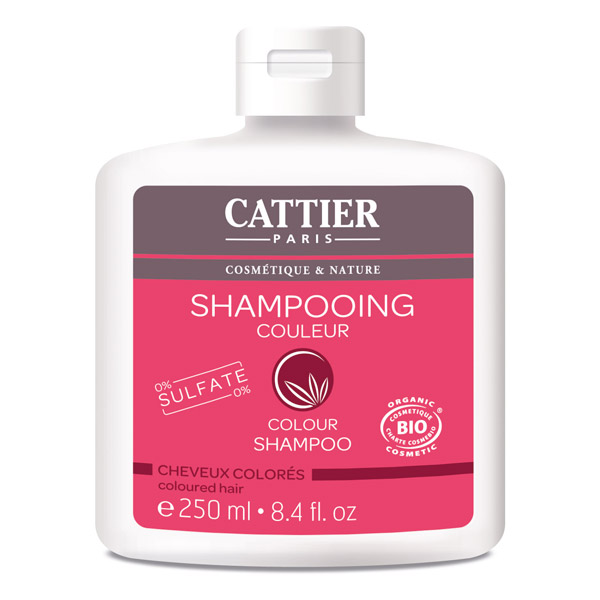 CATTIER
PARIS
COSMÉTIQUE & NATURE
SHAMPOOING
COULEUR
0%
SULFATE
0%
COLOUR
SHAMPOO
ORGANIC
COSMETIQUE
BIO
CHARTE COSMEBIO
COSMETIC
®
CHEVEUX COLORÉS
coloured hair
℮ 250 ml • 8.4 fl. oz